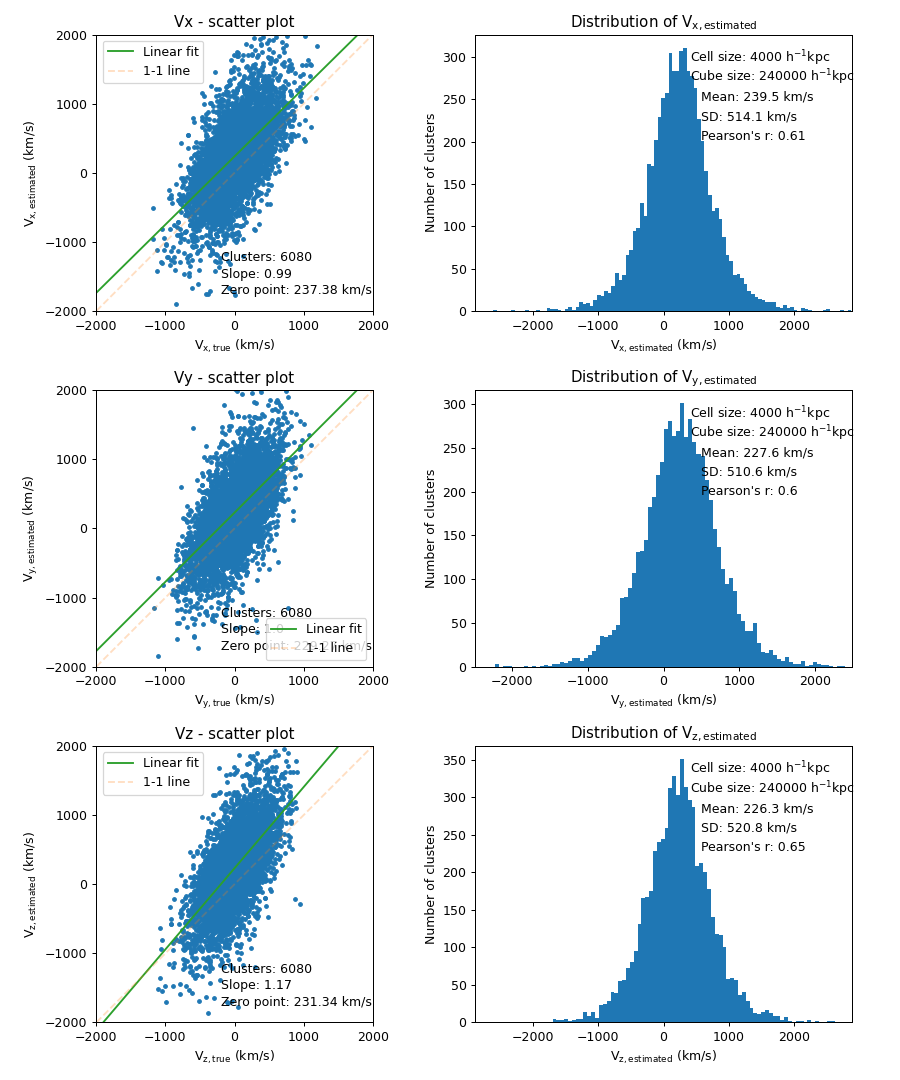 Vx - scatter plot
Distribution of Vx, estimated
2000
1000
0
−1000
−2000
Vx, estimated (km/s)
Linear fit
1-1 line
Clusters: 6080
Slope: 0.99
Zero point: 237.38 km/s
−2000 −1000 0 1000 2000
Vx, true (km/s)
300
250
200
150
100
50
0
Number of clusters
Cell size: 4000 h−1kpc
Cube size: 240000 h−1kpc
Mean: 239.5 km/s
SD: 514.1 km/s
Pearson's r: 0.61
−2000 −1000 0 1000 2000
Vx, estimated (km/s)
Vy - scatter plot
Distribution of Vy, estimated
2000
1000
0
−1000
−2000
Vy, estimated (km/s)
Clusters: 6080
Slope: 1.0
Zero point: km/s
Linear fit
1-1 line
−2000 −1000 0 1000 2000
Vy, true (km/s)
300
250
200
150
100
50
0
Number of clusters
Cell size: 4000 h−1kpc
Cube size: 240000 h−1kpc
Mean: 227.6 km/s
SD: 510.6 km/s
Pearson's r: 0.6
−2000 −1000 0 1000 2000
Vy, estimated (km/s)
Vz - scatter plot
Distribution of Vz, estimated
2000
1000
0
−1000
−2000
Vz, estimated (km/s)
Linear fit
1-1 line
Clusters: 6080
Slope: 1.17
Zero point: 231.34 km/s
−2000 −1000 0 1000 2000
Vz, true (km/s)
350
300
250
200
150
100
50
0
Number of clusters
Cell size: 4000 h−1kpc
Cube size: 240000 h−1kpc
Mean: 226.3 km/s
SD: 520.8 km/s
Pearson's r: 0.65
−2000 −1000 0 1000 2000
Vz, estimated (km/s)